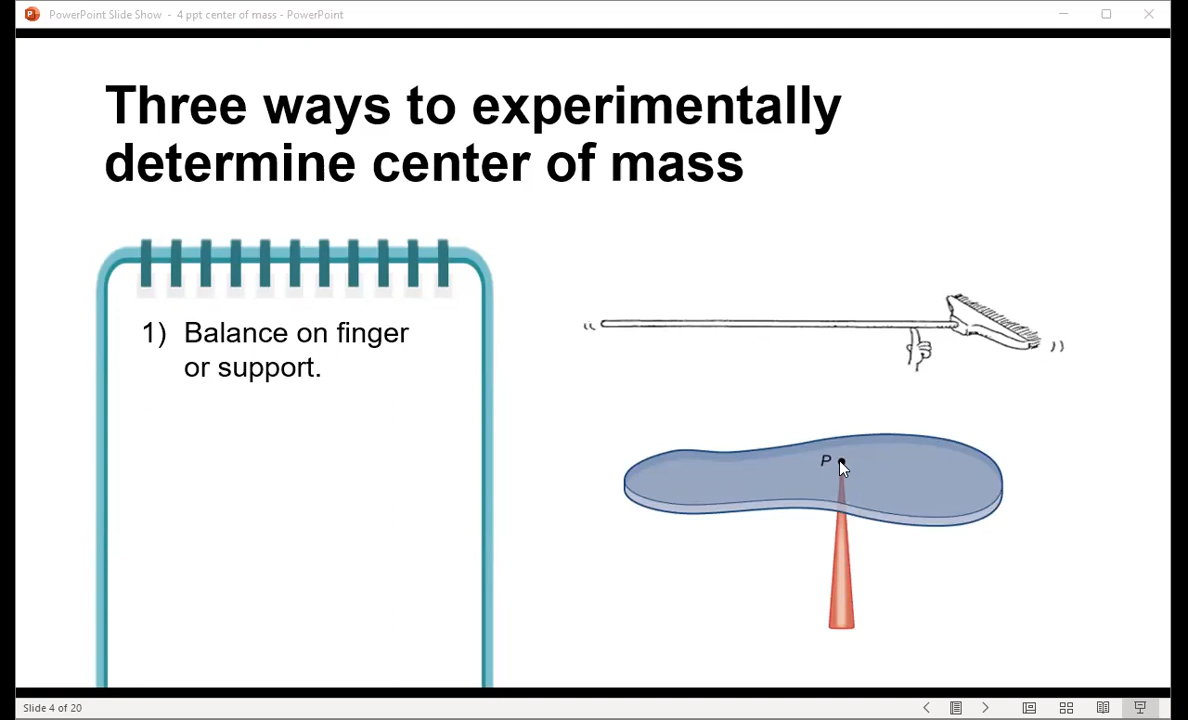 PowerPoint Slide Show - 4 ppt center of mass - PowerPoint
Three ways to experimentally
determine center of mass
1) Balance on finger
or support.
P
Slide 4 of 20